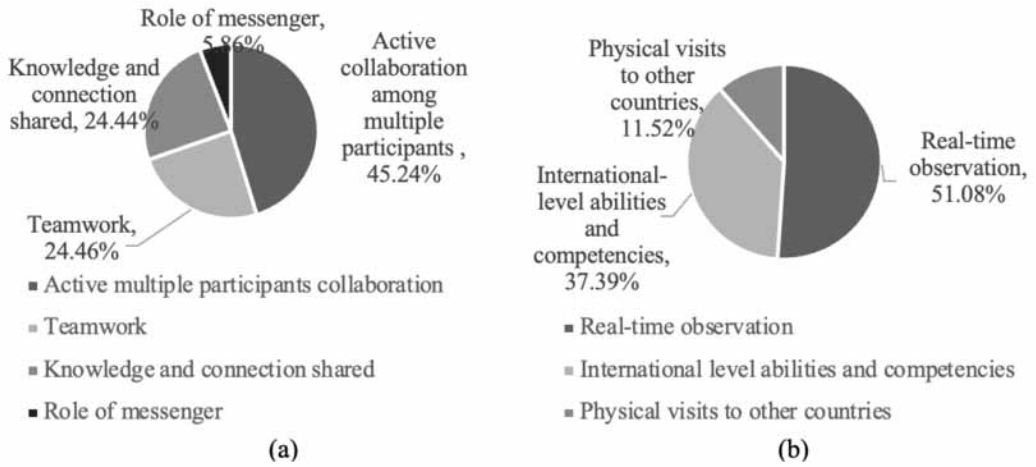 Role of messenger,
5.86%
Active
collaboration
among
multiple
participants ,
45.24%
Knowledge and
connection
shared, 24.44%
Teamwork,
24.46%
■ Active multiple participants collaboration
■ Teamwork
■ Knowledge and connection shared
■ Role of messenger
(a)
Physical visits
to other
countries,
11.52%
Real-time
observation,
51.08%
International-
level abilities
and
competencies,
37.39%
■ Real-time observation
■ International level abilities and competencies
■ Physical visits to other countries
(b)